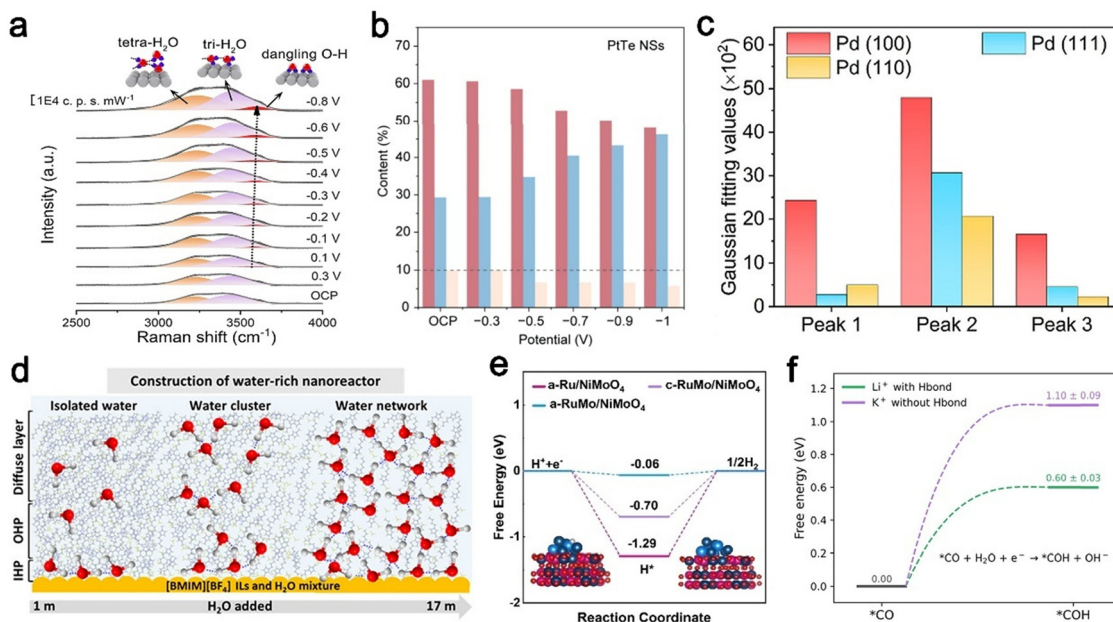 a
tetra-H₂O
tri-H₂O
dangling O-H
1E4 c. p. s. mW⁻¹
-0.8 V
-0.6 V
-0.5 V
-0.4 V
-0.3 V
-0.2 V
-0.1 V
0.1 V
0.3 V
OCP
Intensity (a.u.)
2500 3000 3500 4000
Raman shift (cm⁻¹)
b
PtTe NSs
70
60
50
40
30
20
10
0
Content (%)
OCP −0.3 −0.5 −0.7 −0.9 −1
Potential (V)
c
Pd (100) Pd (111)
Pd (110)
60
50
40
30
20
10
0
Gaussian fitting values (×10²)
Peak 1 Peak 2 Peak 3
d
Construction of water-rich nanoreactor
Isolated water Water cluster Water network
Diffuse layer
OHP
IHP
[BMIM][BF₄] ILs and H₂O mixture
1 m H₂O added 17 m
e
a-Ru/NiMoO₄ c-RuMo/NiMoO₄
a-RuMo/NiMoO₄
1
0
-1
-2
Free Energy (eV)
H⁺+e⁻ 1/2H₂
-0.06
-0.70
-1.29
H*
Reaction Coordinate
f
Li⁺ with Hbond
K⁺ without Hbond
1.2
1.0
0.8
0.6
0.4
0.2
0.0
Free energy (eV)
1.10 ± 0.09
0.60 ± 0.03
*CO + H₂O + e⁻ → *COH + OH⁻
0.00
*CO *COH